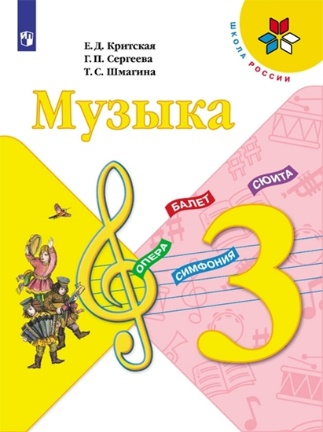 Е. Д. Критская
Г. П. Сергеева
Т. С. Шмагина
ШКОЛА РОССИИ
Музыка
БАЛЕТ
СЮИТА
ОПЕРА
СИМФОНИЯ
3